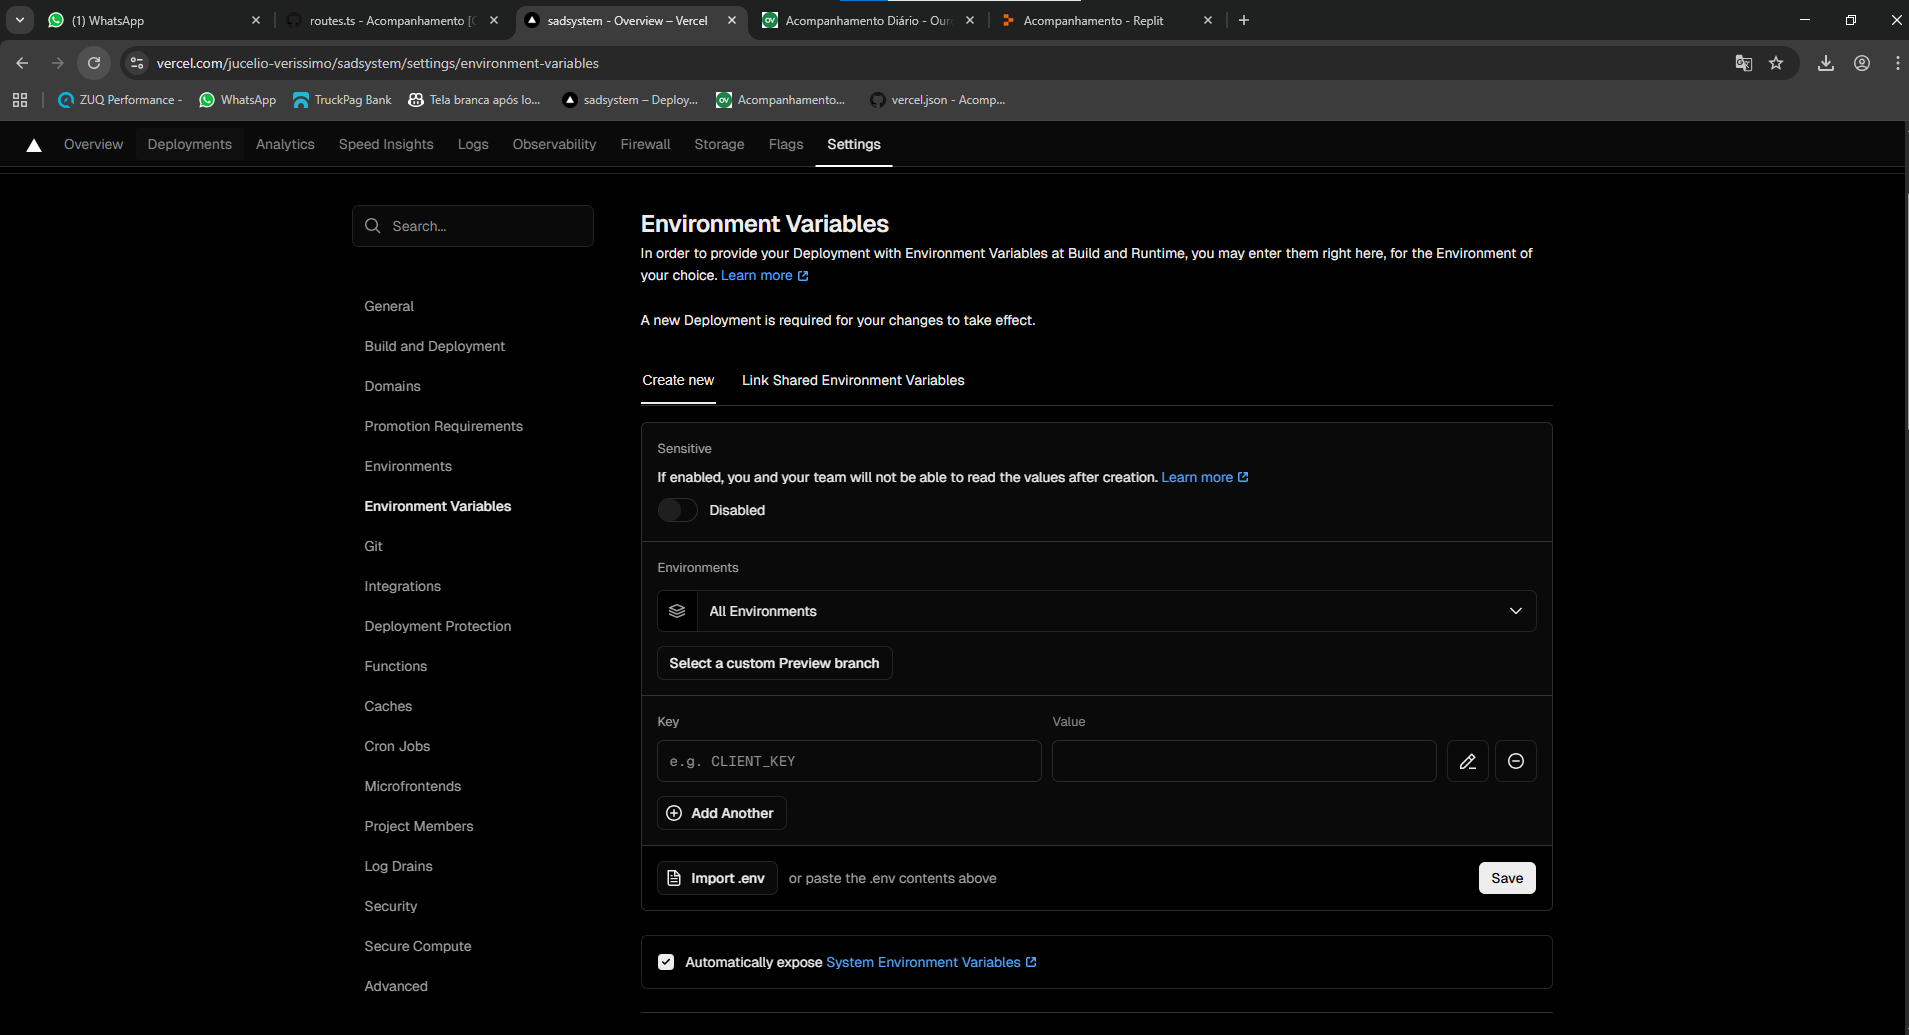 (1) WhatsApp
routes.ts - Acompanhamento [
sadsystem - Overview – Vercel
Acompanhamento Diário - Our
Acompanhamento - Replit
vercel.com/jucelio-verissimo/sadsystem/settings/environment-variables
ZUQ Performance -
WhatsApp
TruckPag Bank
Tela branca após lo...
sadsystem – Deploy...
Acompanhamento...
vercel.json - Acomp...
Overview
Deployments
Analytics
Speed Insights
Logs
Observability
Firewall
Storage
Flags
Settings
Search...
General
Build and Deployment
Domains
Promotion Requirements
Environments
Environment Variables
Git
Integrations
Deployment Protection
Functions
Caches
Cron Jobs
Microfrontends
Project Members
Log Drains
Security
Secure Compute
Advanced
Environment Variables
In order to provide your Deployment with Environment Variables at Build and Runtime, you may enter them right here, for the Environment of
your choice. Learn more
A new Deployment is required for your changes to take effect.
Create new
Link Shared Environment Variables
Sensitive
If enabled, you and your team will not be able to read the values after creation. Learn more
Disabled
Environments
All Environments
Select a custom Preview branch
Key
Value
e.g. CLIENT_KEY
Add Another
Import .env
or paste the .env contents above
Save
Automatically expose System Environment Variables